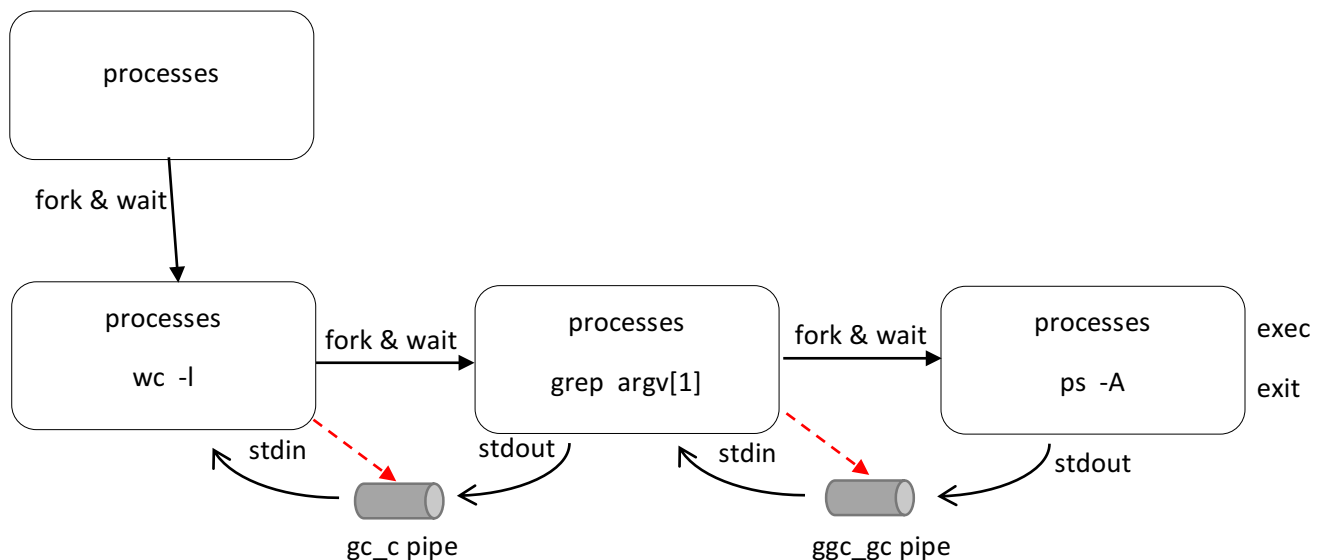 processes
fork & wait
processes
wc -l
fork & wait
processes
grep argv[1]
fork & wait
processes
ps -A
exec
exit
stdin
stdout
stdin
stdout
gc_c pipe
ggc_gc pipe